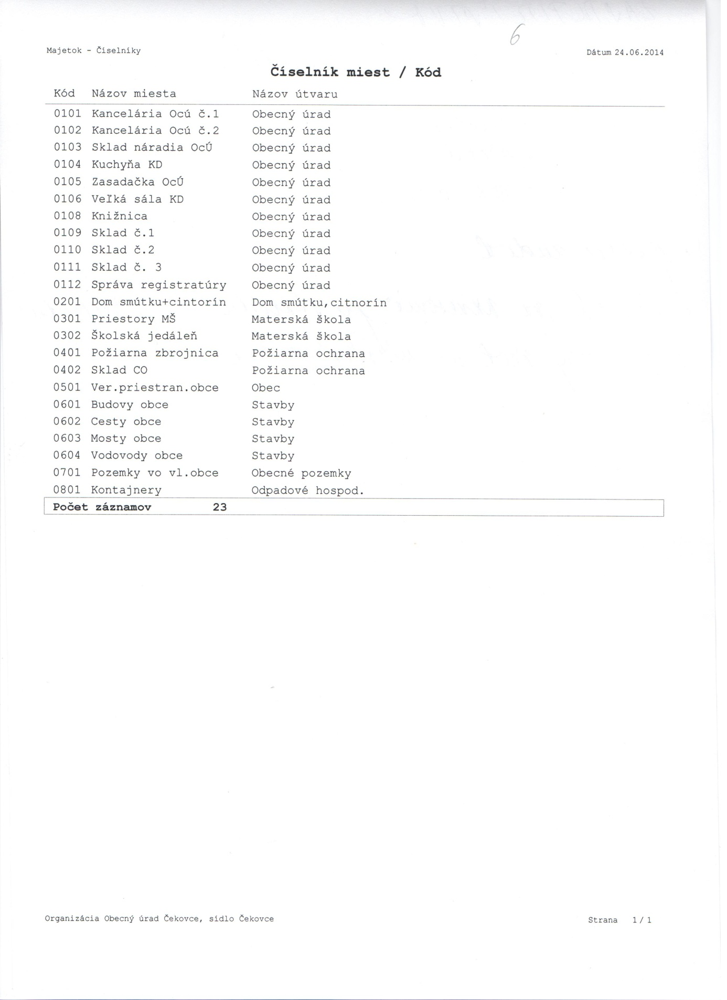 6
Majetok - Číselníky Dátum 24.06.2014
Číselník miest / Kód
Kód Názov miesta Názov útvaru
0101 Kancelária Ocú č.1 Obecný úrad
0102 Kancelária Ocú č.2 Obecný úrad
0103 Sklad náradia OcÚ Obecný úrad
0104 Kuchyňa KD Obecný úrad
0105 Zasadačka OcÚ Obecný úrad
0106 Veľká sála KD Obecný úrad
0108 Knižnica Obecný úrad
0109 Sklad č.1 Obecný úrad
0110 Sklad č.2 Obecný úrad
0111 Sklad č. 3 Obecný úrad
0112 Správa registratúry Obecný úrad
0201 Dom smútku+cintorín Dom smútku,citnorín
0301 Priestory MŠ Materská škola
0302 Školská jedáleň Materská škola
0401 Požiarna zbrojnica Požiarna ochrana
0402 Sklad CO Požiarna ochrana
0501 Ver.priestran.obce Obec
0601 Budovy obce Stavby
0602 Cesty obce Stavby
0603 Mosty obce Stavby
0604 Vodovody obce Stavby
0701 Pozemky vo vl.obce Obecné pozemky
0801 Kontajnery Odpadové hospod.
Počet záznamov 23
Organizácia Obecný úrad Čekovce, sídlo Čekovce Strana 1/1